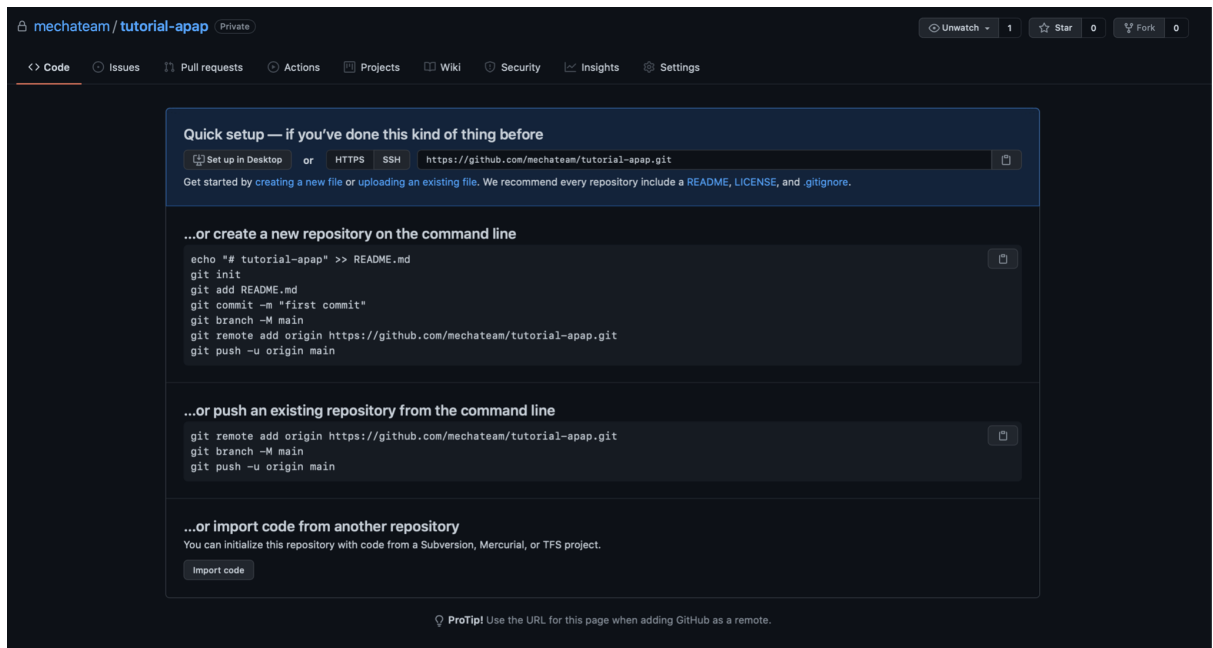 mechateam / tutorial-apap Private
Unwatch 1 Star 0 Fork 0
<> Code Issues Pull requests Actions Projects Wiki Security Insights Settings
Quick setup — if you've done this kind of thing before
Set up in Desktop or HTTPS SSH https://github.com/mechateam/tutorial-apap.git
Get started by creating a new file or uploading an existing file. We recommend every repository include a README, LICENSE, and .gitignore.
...or create a new repository on the command line
echo "# tutorial-apap" >> README.md
git init
git add README.md
git commit -m "first commit"
git branch -M main
git remote add origin https://github.com/mechateam/tutorial-apap.git
git push -u origin main
...or push an existing repository from the command line
git remote add origin https://github.com/mechateam/tutorial-apap.git
git branch -M main
git push -u origin main
...or import code from another repository
You can initialize this repository with code from a Subversion, Mercurial, or TFS project.
Import code
ProTip! Use the URL for this page when adding GitHub as a remote.